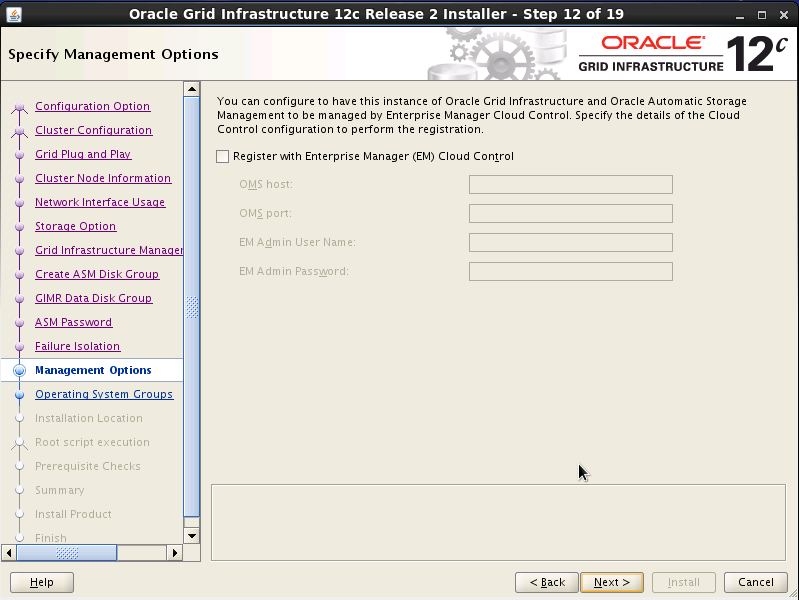 Oracle Grid Infrastructure 12c Release 2 Installer - Step 12 of 19
Specify Management Options
ORACLE®
GRID INFRASTRUCTURE
12c
Configuration Option
Cluster Configuration
Grid Plug and Play
Cluster Node Information
Network Interface Usage
Storage Option
Grid Infrastructure Manager
Create ASM Disk Group
GIMR Data Disk Group
ASM Password
Failure Isolation
Management Options
Operating System Groups
Installation Location
Root script execution
Prerequisite Checks
Summary
Install Product
Finish
You can configure to have this instance of Oracle Grid Infrastructure and Oracle Automatic Storage
Management to be managed by Enterprise Manager Cloud Control. Specify the details of the Cloud
Control configuration to perform the registration.
Register with Enterprise Manager (EM) Cloud Control
OMS host:
OMS port:
EM Admin User Name:
EM Admin Password:
Help
< Back
Next >
Install
Cancel